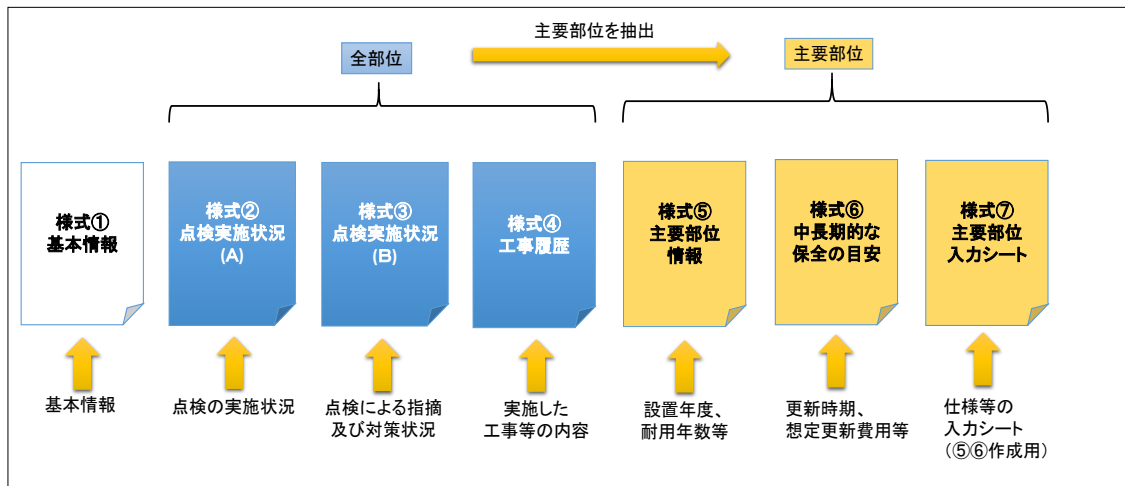 主要部位を抽出
全部位
主要部位
様式①
基本情報
様式②
点検実施状況
(A)
様式③
点検実施状況
(B)
様式④
工事履歴
様式⑤
主要部位
情報
様式⑥
中長期的な
保全の目安
様式⑦
主要部位
入力シート
基本情報
点検の実施状況
点検による指摘
及び対策状況
実施した
工事等の内容
設置年度、
耐用年数等
更新時期、
想定更新費用等
仕様等の
入力シート
(⑤⑥作成用)